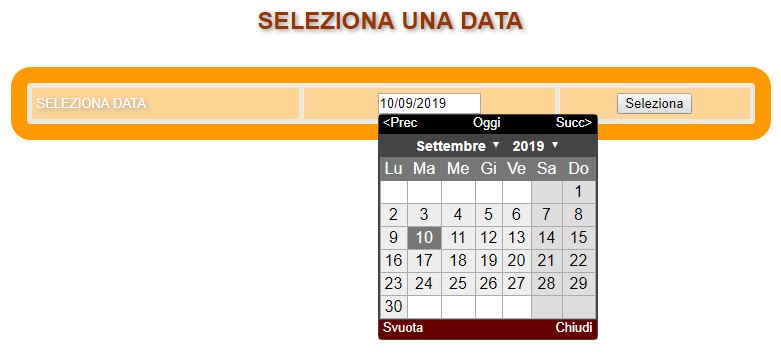 SELEZIONA UNA DATA
SELEZIONA DATA 10/09/2019 Seleziona
<Prec Oggi Succ>
Settembre 2019
Lu Ma Me Gi Ve Sa Do
1
2 3 4 5 6 7 8
9 10 11 12 13 14 15
16 17 18 19 20 21 22
23 24 25 26 27 28 29
30
Svuota Chiudi